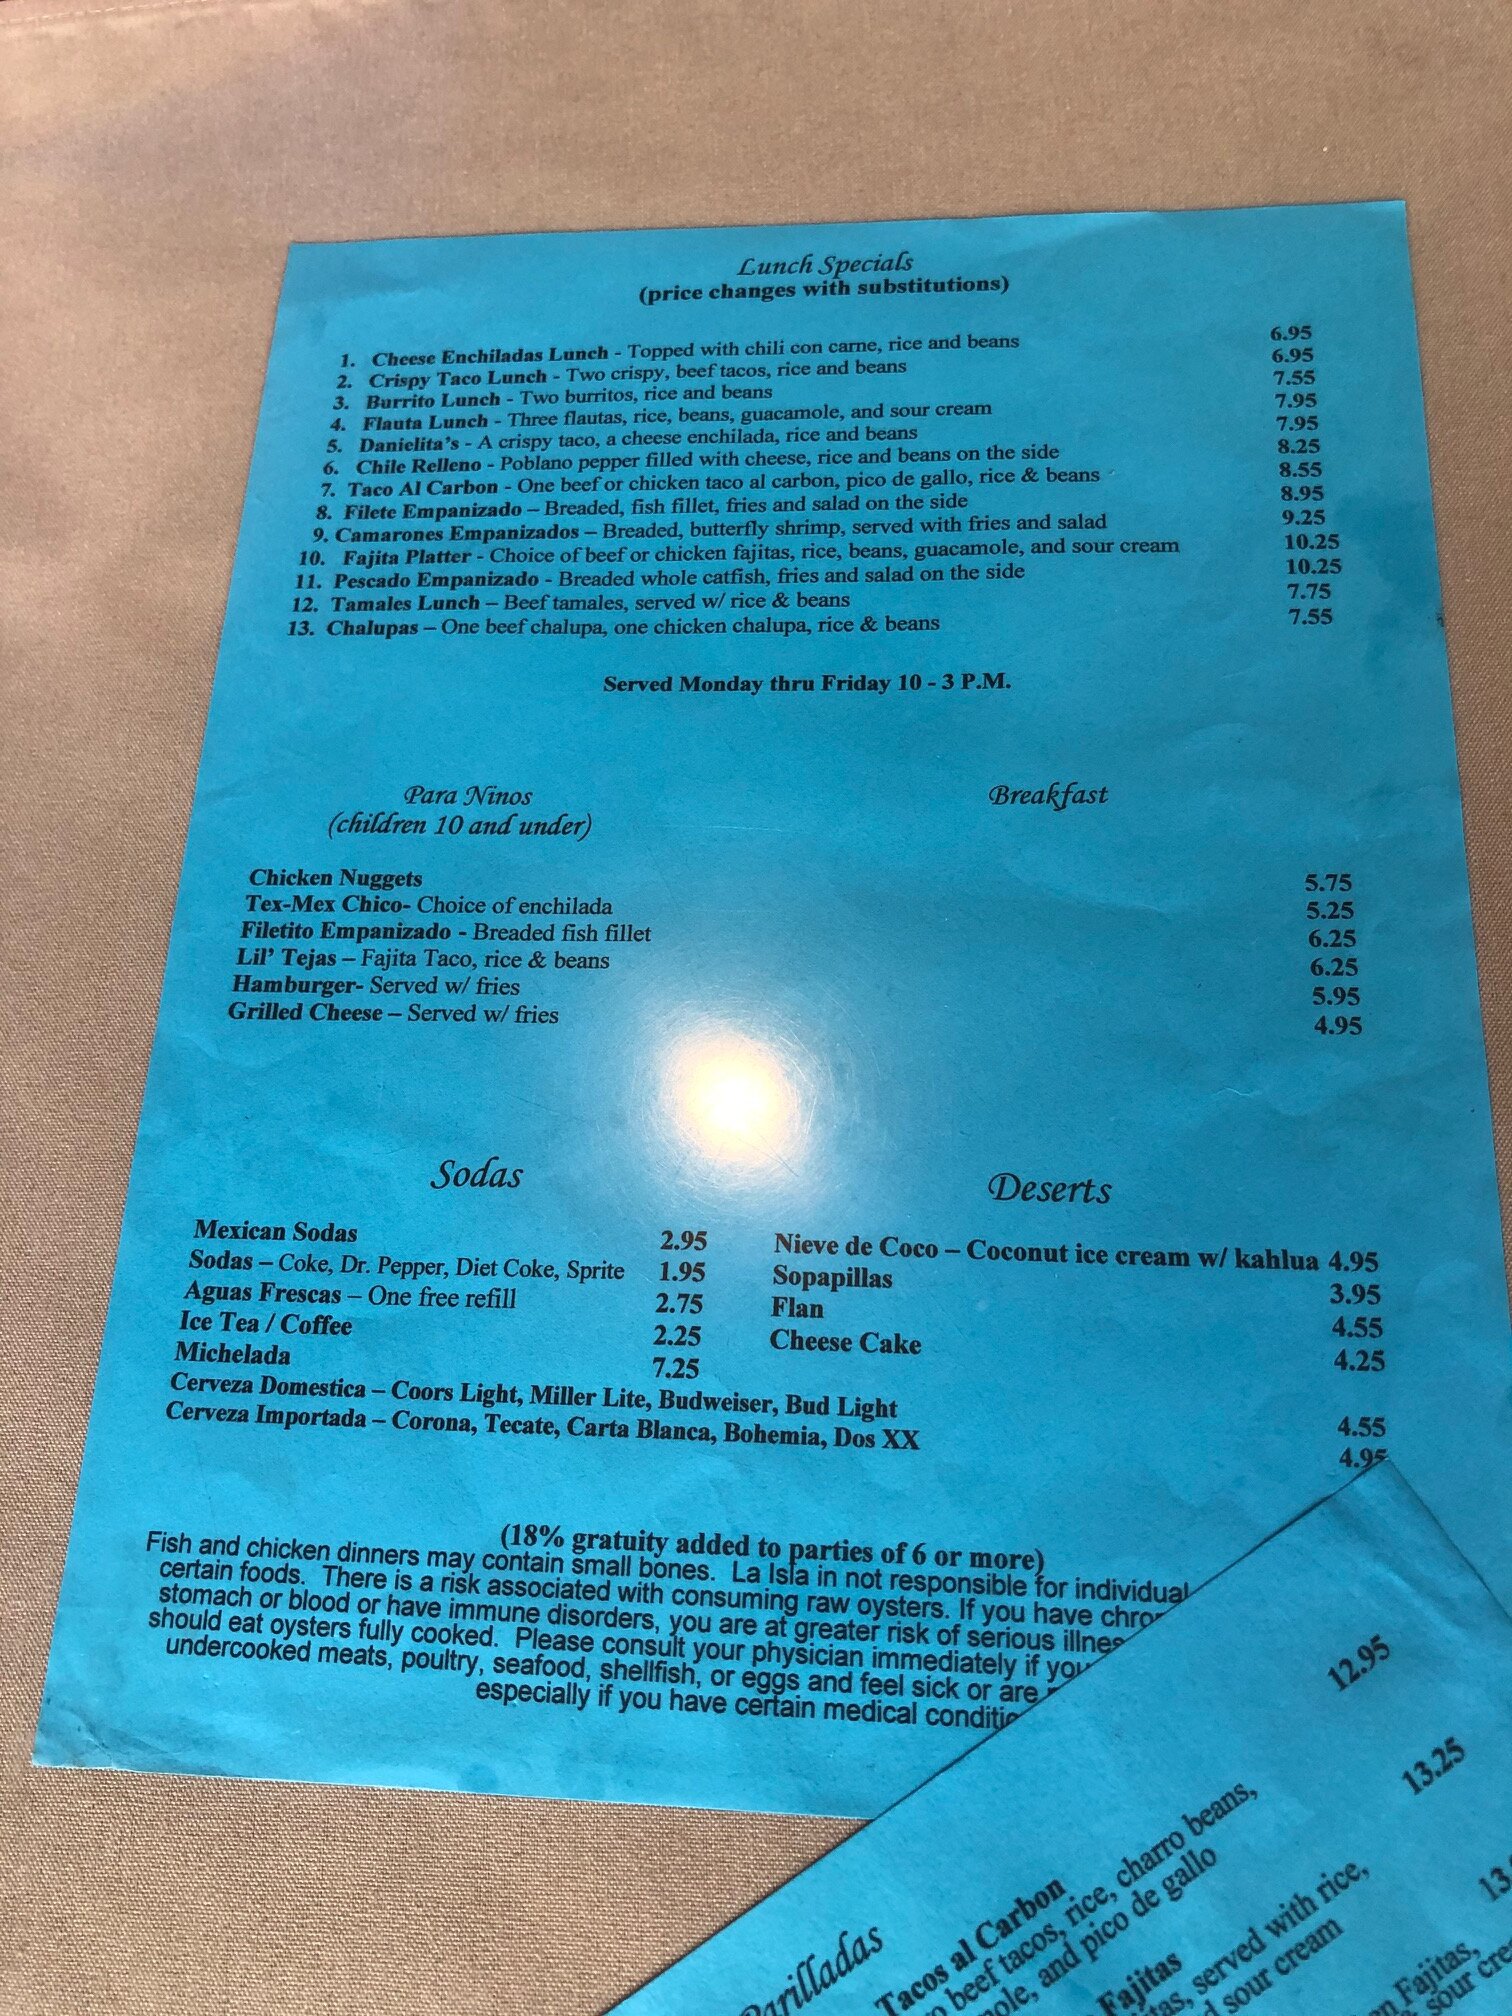 Lunch Specials
(price changes with substitutions)
1. Cheese Enchiladas Lunch - Topped with chili con carne, rice and beans 6.95
2. Crispy Taco Lunch - Two crispy, beef tacos, rice and beans 6.95
3. Burrito Lunch - Two burritos, rice and beans 7.55
4. Flauta Lunch - Three flautas, rice, beans, guacamole, and sour cream 7.95
5. Danielita's - A crispy taco, a cheese enchilada, rice and beans 7.95
6. Chile Relleno - Poblano pepper filled with cheese, rice and beans on the side 8.25
7. Taco Al Carbon - One beef or chicken taco al carbon, pico de gallo, rice & beans 8.55
8. Filete Empanizado – Breaded, fish fillet, fries and salad on the side 8.95
9. Camarones Empanizados – Breaded, butterfly shrimp, served with fries and salad 9.25
10. Fajita Platter - Choice of beef or chicken fajitas, rice, beans, guacamole, and sour cream 10.25
11. Pescado Empanizado - Breaded whole catfish, fries and salad on the side 10.25
12. Tamales Lunch – Beef tamales, served w/ rice & beans 7.75
13. Chalupas – One beef chalupa, one chicken chalupa, rice & beans 7.55
Served Monday thru Friday 10 - 3 P.M.
Para Ninos
(children 10 and under)
Breakfast
Chicken Nuggets 5.75
Tex-Mex Chico- Choice of enchilada 5.25
Filetito Empanizado - Breaded fish fillet 6.25
Lil' Tejas – Fajita Taco, rice & beans 6.25
Hamburger- Served w/ fries 5.95
Grilled Cheese – Served w/ fries 4.95
Sodas
Mexican Sodas 2.95
Sodas – Coke, Dr. Pepper, Diet Coke, Sprite 1.95
Aguas Frescas – One free refill 2.75
Ice Tea / Coffee 2.25
Michelada 7.25
Deserts
Nieve de Coco – Coconut ice cream w/ kahlua 4.95
Sopapillas 3.95
Flan 4.55
Cheese Cake 4.25
Cerveza Domestica – Coors Light, Miller Lite, Budweiser, Bud Light 4.55
Cerveza Importada – Corona, Tecate, Carta Blanca, Bohemia, Dos XX 4.95
(18% gratuity added to parties of 6 or more)
Fish and chicken dinners may contain small bones. La Isla in not responsible for individual
certain foods. There is a risk associated with consuming raw oysters. If you have chro
stomach or blood or have immune disorders, you are at greater risk of serious illnes
should eat oysters fully cooked. Please consult your physician immediately if you
undercooked meats, poultry, seafood, shellfish, or eggs and feel sick or are
especially if you have certain medical conditio
Parilladas
12.95
Tacos al Carbon 13.25
beef tacos, rice, charro beans,
and pico de gallo
Fajitas 13.
served with rice,
sour cream
Fajitas,
sour cre